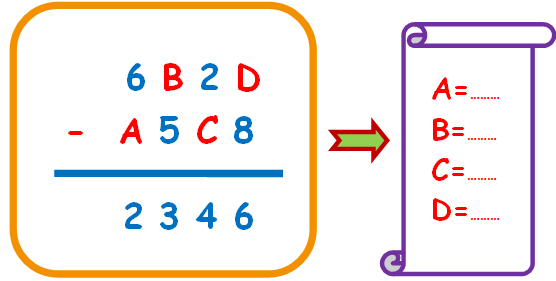 6 B 2 D
- A 5 C 8
2 3 4 6
A=.........
B=.........
C=.........
D=.........